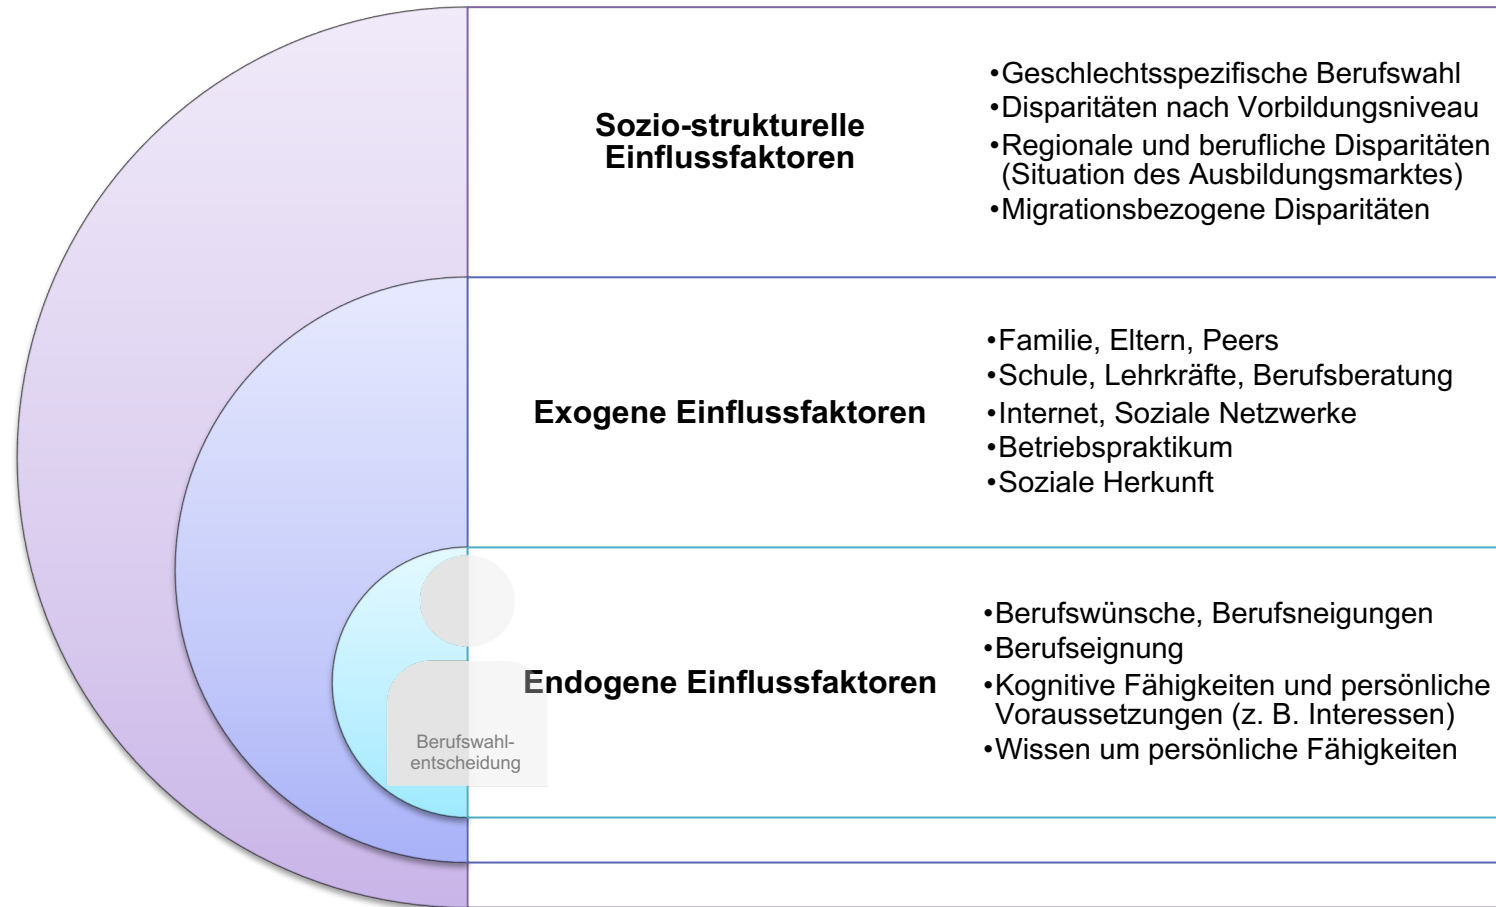 Sozio-strukturelle
Einflussfaktoren
•Geschlechtsspezifische Berufswahl
•Disparitäten nach Vorbildungsniveau
•Regionale und berufliche Disparitäten
(Situation des Ausbildungsmarktes)
•Migrationsbezogene Disparitäten
Exogene Einflussfaktoren
•Familie, Eltern, Peers
•Schule, Lehrkräfte, Berufsberatung
•Internet, Soziale Netzwerke
•Betriebspraktikum
•Soziale Herkunft
Endogene Einflussfaktoren
•Berufswünsche, Berufsneigungen
•Berufseignung
•Kognitive Fähigkeiten und persönliche
Voraussetzungen (z. B. Interessen)
•Wissen um persönliche Fähigkeiten
Berufswahl-
entscheidung